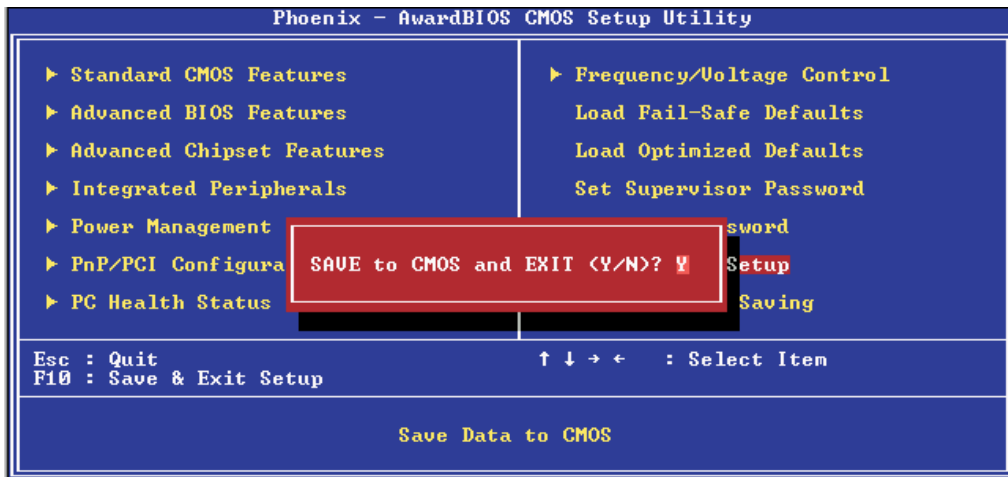 Phoenix - AwardBIOS CMOS Setup Utility
Standard CMOS Features
Advanced BIOS Features
Advanced Chipset Features
Integrated Peripherals
Power Management
PnP/PCI Configura
PC Health Status
Frequency/Voltage Control
Load Fail-Safe Defaults
Load Optimized Defaults
Set Supervisor Password
sword
Setup
Saving
SAVE to CMOS and EXIT (Y/N)? Y
Esc : Quit
F10 : Save & Exit Setup
↑ ↓ → ← : Select Item
Save Data to CMOS